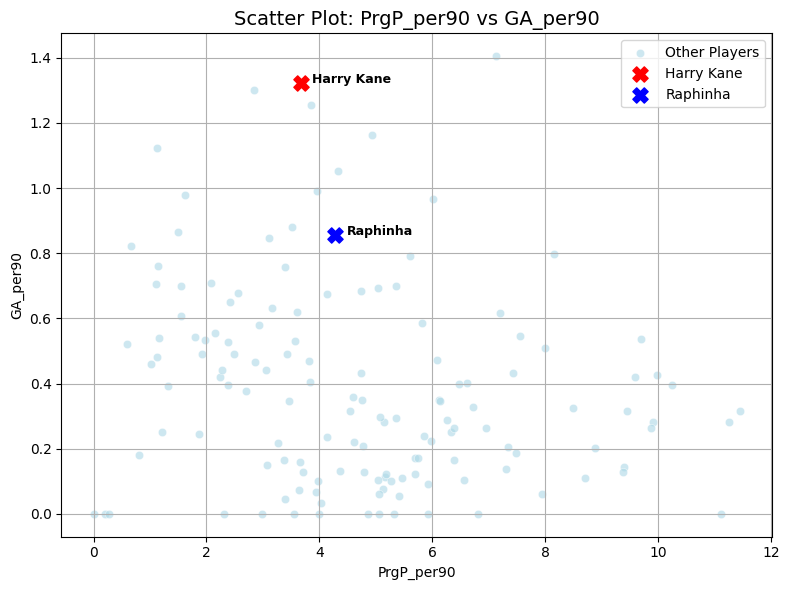 Scatter Plot: PrgP_per90 vs GA_per90
Other Players
Harry Kane
Raphinha
Harry Kane
Raphinha
GA_per90
1.4
1.2
1.0
0.8
0.6
0.4
0.2
0.0
0
2
4
6
8
10
12
PrgP_per90